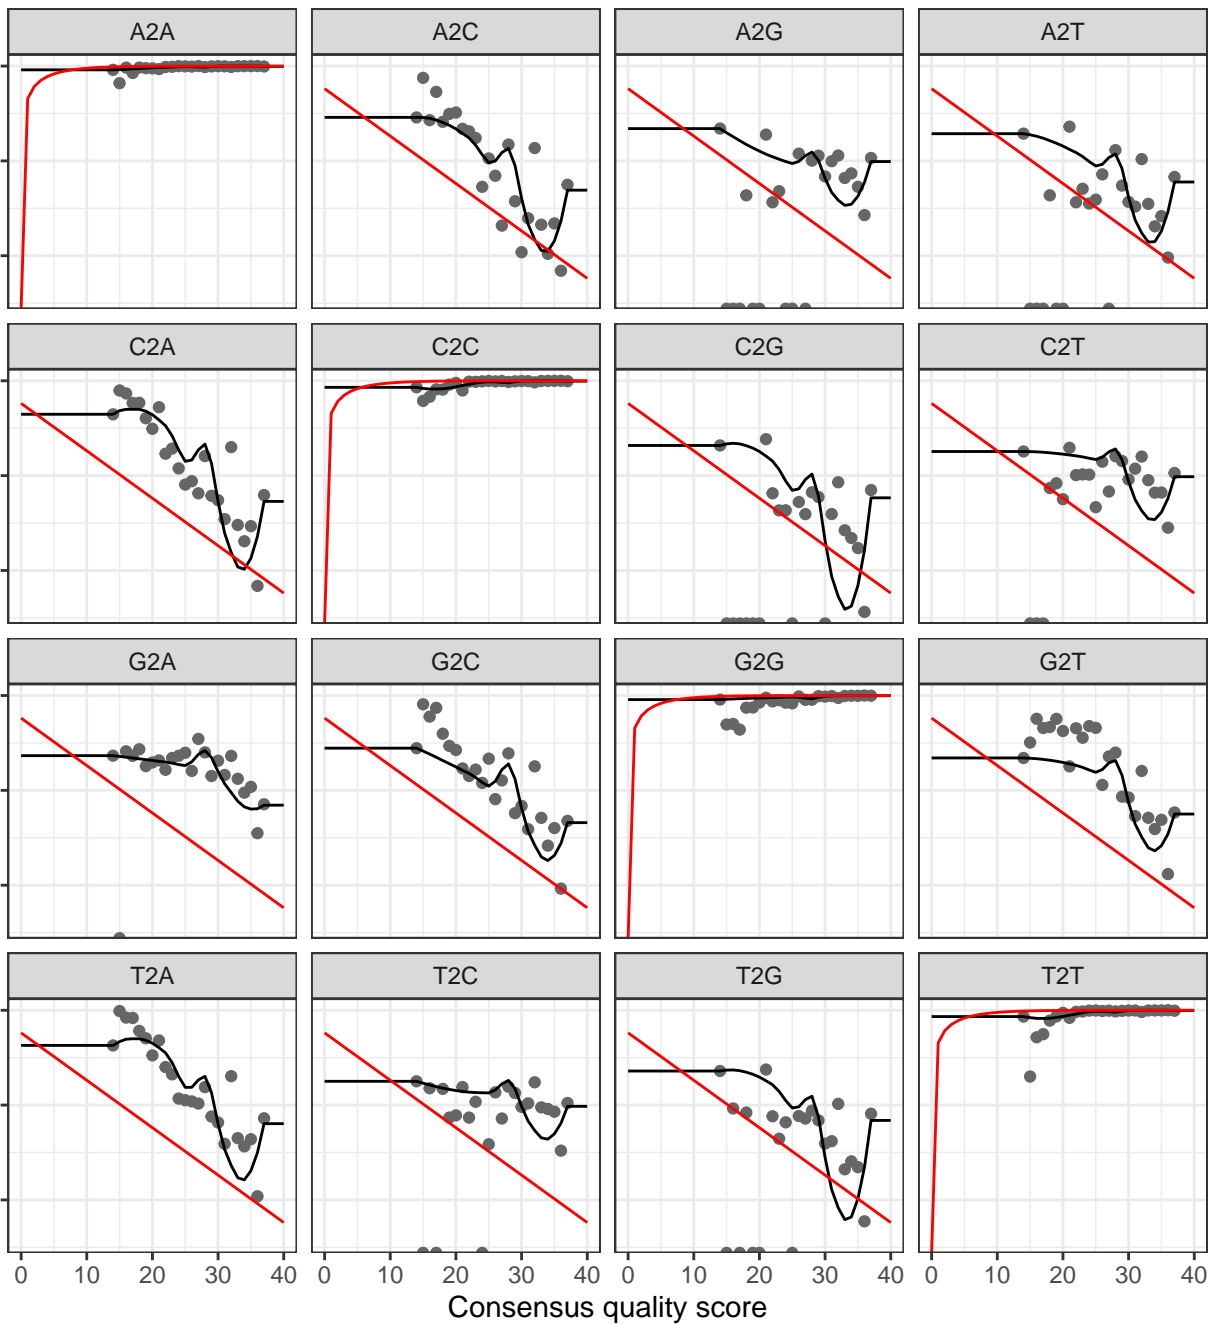 A2A A2C A2G A2T
C2A C2C C2G C2T
G2A G2C G2G G2T
T2A T2C T2G T2T
0 10 20 30 40 0 10 20 30 40 0 10 20 30 40 0 10 20 30 40
Consensus quality score